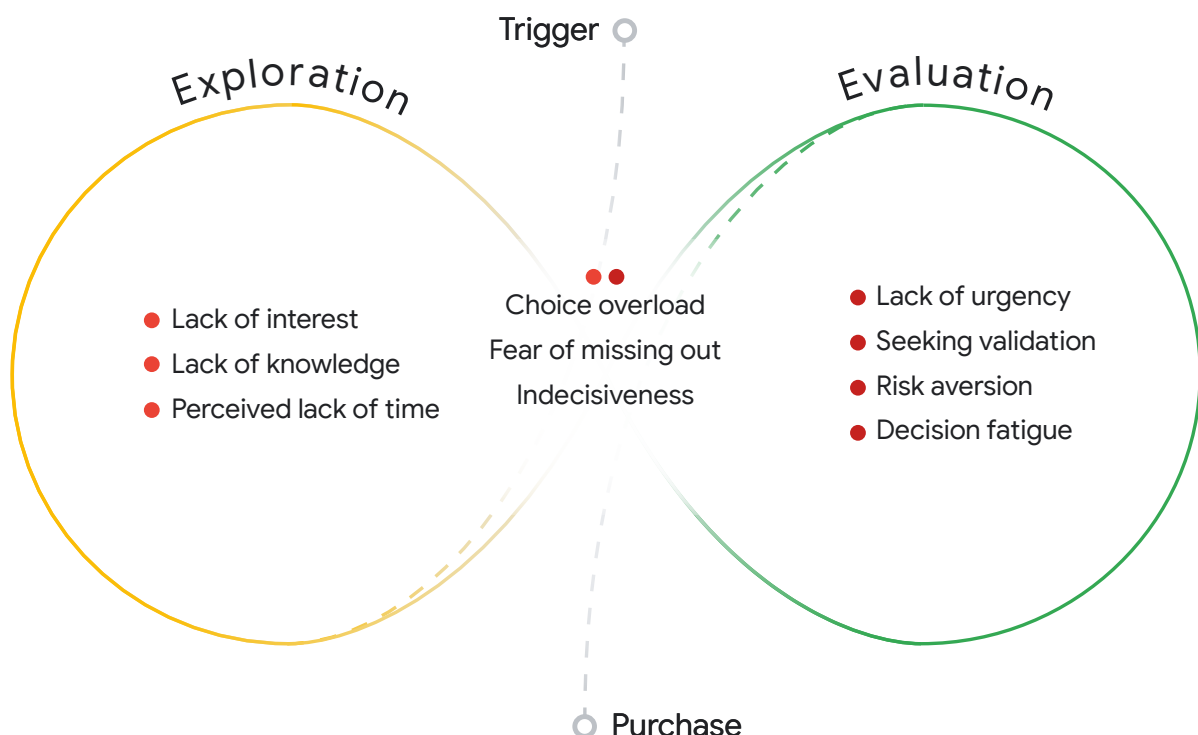 Trigger
Exploration
Evaluation
Lack of interest
Lack of knowledge
Perceived lack of time
Choice overload
Fear of missing out
Indecisiveness
Lack of urgency
Seeking validation
Risk aversion
Decision fatigue
Purchase